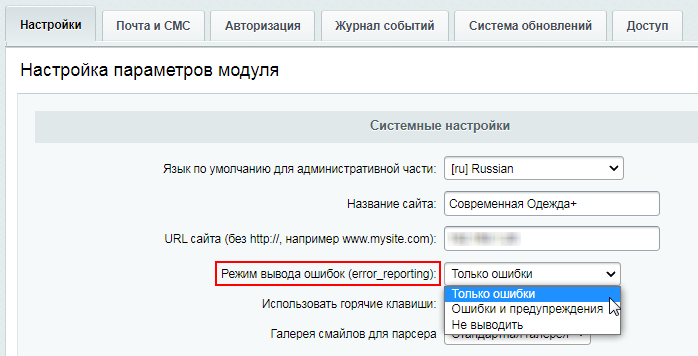 Настройки Почта и СМС Авторизация Журнал событий Система обновлений Доступ
Настройка параметров модуля
Системные настройки
Язык по умолчанию для административной части: [ru] Russian
Название сайта: Современная Одежда+
URL сайта (без http://, например www.mysite.com):
Режим вывода ошибок (error_reporting): Только ошибки
Только ошибки
Использовать горячие клавиши: Ошибки и предупреждения
Не выводить
Галерея смайлов для парсера Стандартная галерея